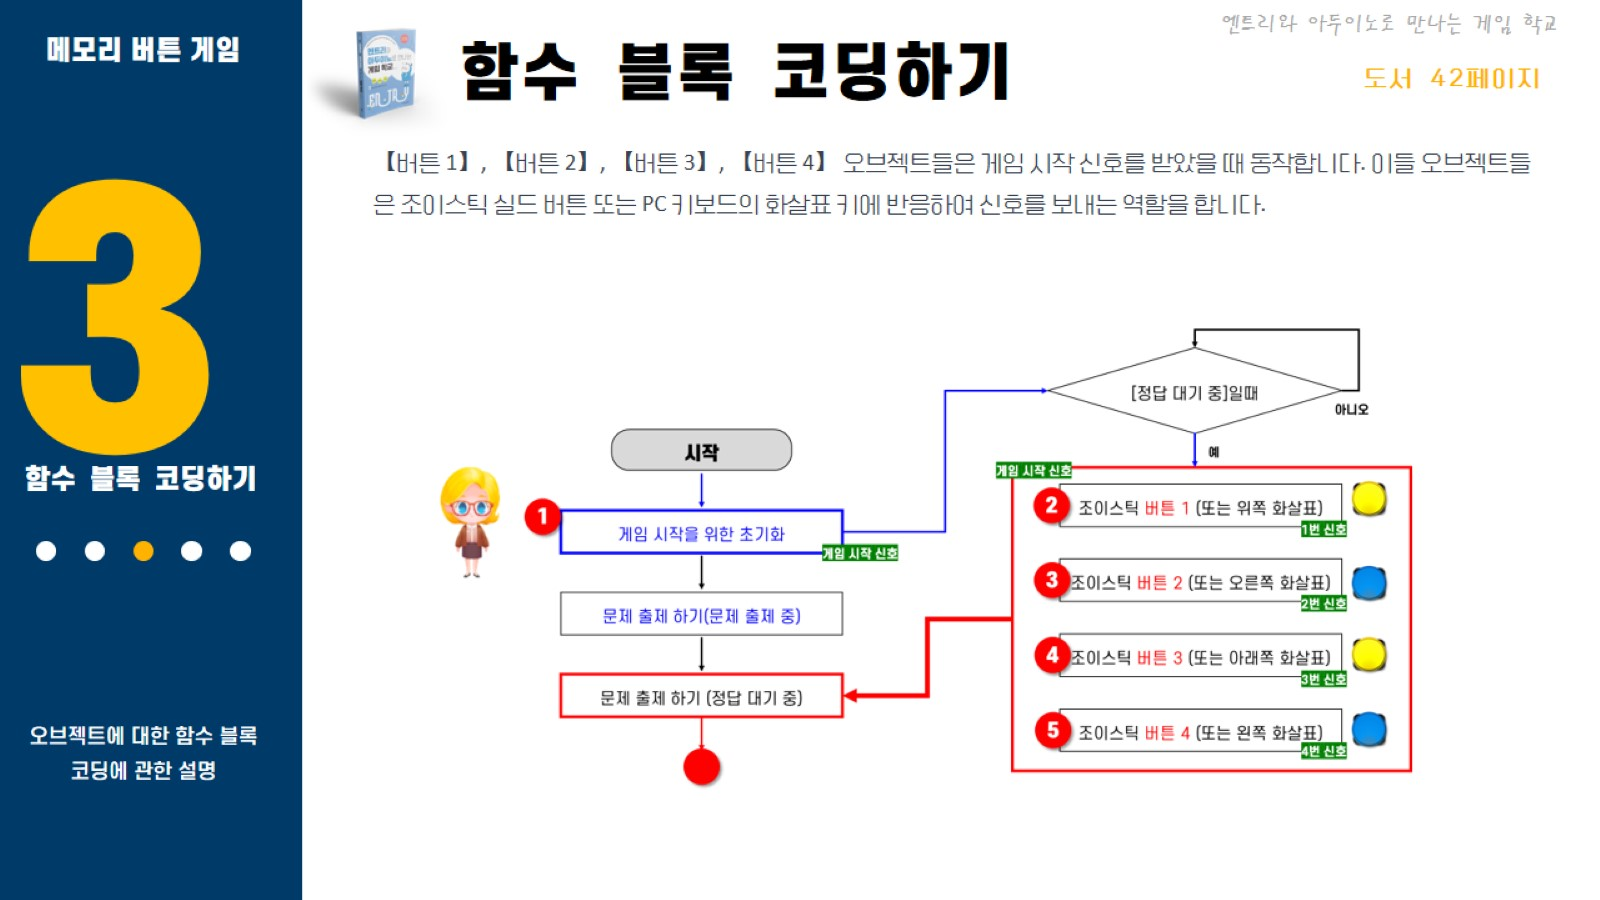 메모리 버튼 게임
3
함수 블록 코딩하기
오브젝트에 대한 함수 블록
코딩에 관한 설명
엔트리와 아두이노로 만나는 게임 학교
함수 블록 코딩하기
도서 42페이지
【버튼 1】, 【버튼 2】, 【버튼 3】, 【버튼 4】 오브젝트들은 게임 시작 신호를 받았을 때 동작합니다. 이들 오브젝트들
은 조이스틱 실드 버튼 또는 PC 키보드의 화살표 키에 반응하여 신호를 보내는 역할을 합니다.
시작
1
게임 시작을 위한 초기화
게임 시작 신호
문제 출제 하기(문제 출제 중)
문제 출제 하기 (정답 대기 중)
[정답 대기 중]일때
아니오
예
게임 시작 신호
2 조이스틱 버튼 1 (또는 위쪽 화살표)
1번 신호
3 조이스틱 버튼 2 (또는 오른쪽 화살표)
2번 신호
4 조이스틱 버튼 3 (또는 아래쪽 화살표)
3번 신호
5 조이스틱 버튼 4 (또는 왼쪽 화살표)
4번 신호